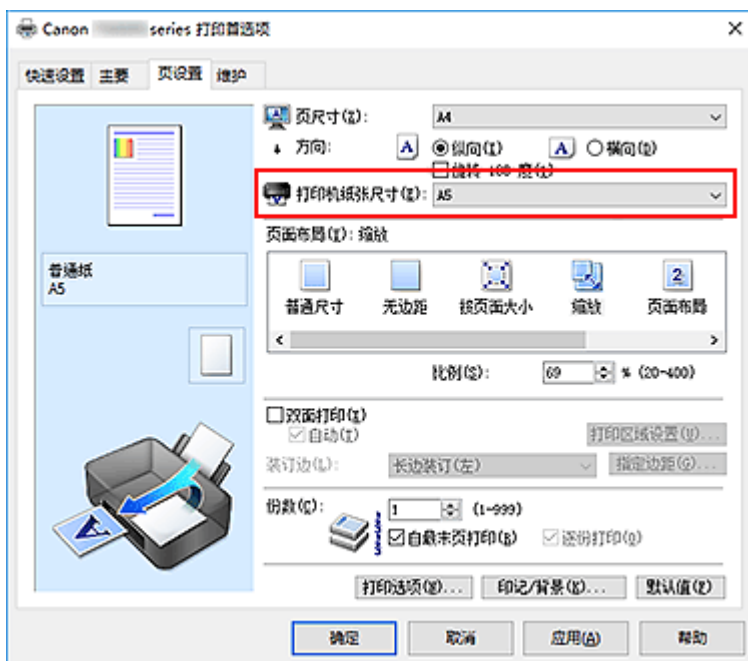 Canon series 打印首选项
快速设置 主要 页设置 维护
页尺寸(Z): A4
方向: A 纵向(I) A 横向(D)
旋转 180 度(1)
打印机纸张尺寸(E): A5
页面布局(I): 缩放
普通尺寸 无边距 按页面大小 缩放 2 页面布局
普通纸
A5
比例(S): 69 % (20-400)
双面打印(X)
自动(I) 打印区域设置(U)...
装订边(L): 长边装订(左) 指定边距(G)...
份数(C): 1 (1-999)
自最末页打印(B) 逐份打印(O)
打印选项(N)... 印记/背景(K)... 默认值(F)
确定 取消 应用(A) 帮助